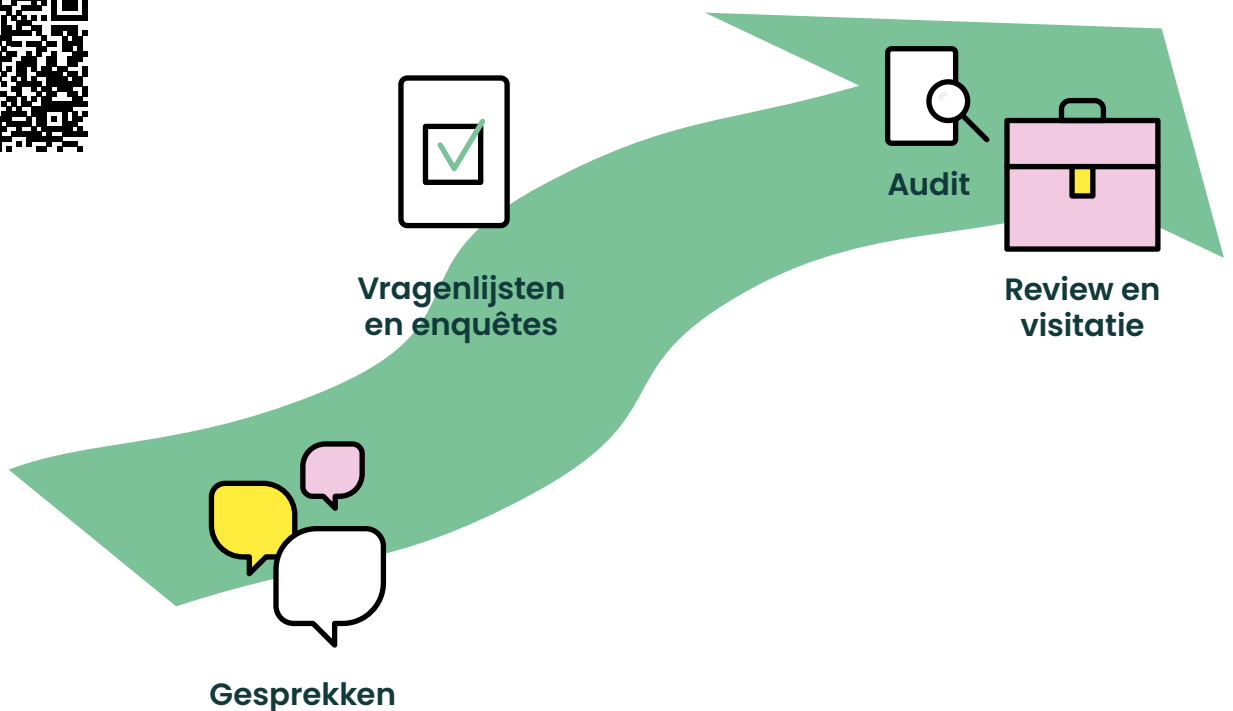 Audit
Vragenlijsten
en enquêtes
Review en
visitatie
Gesprekken